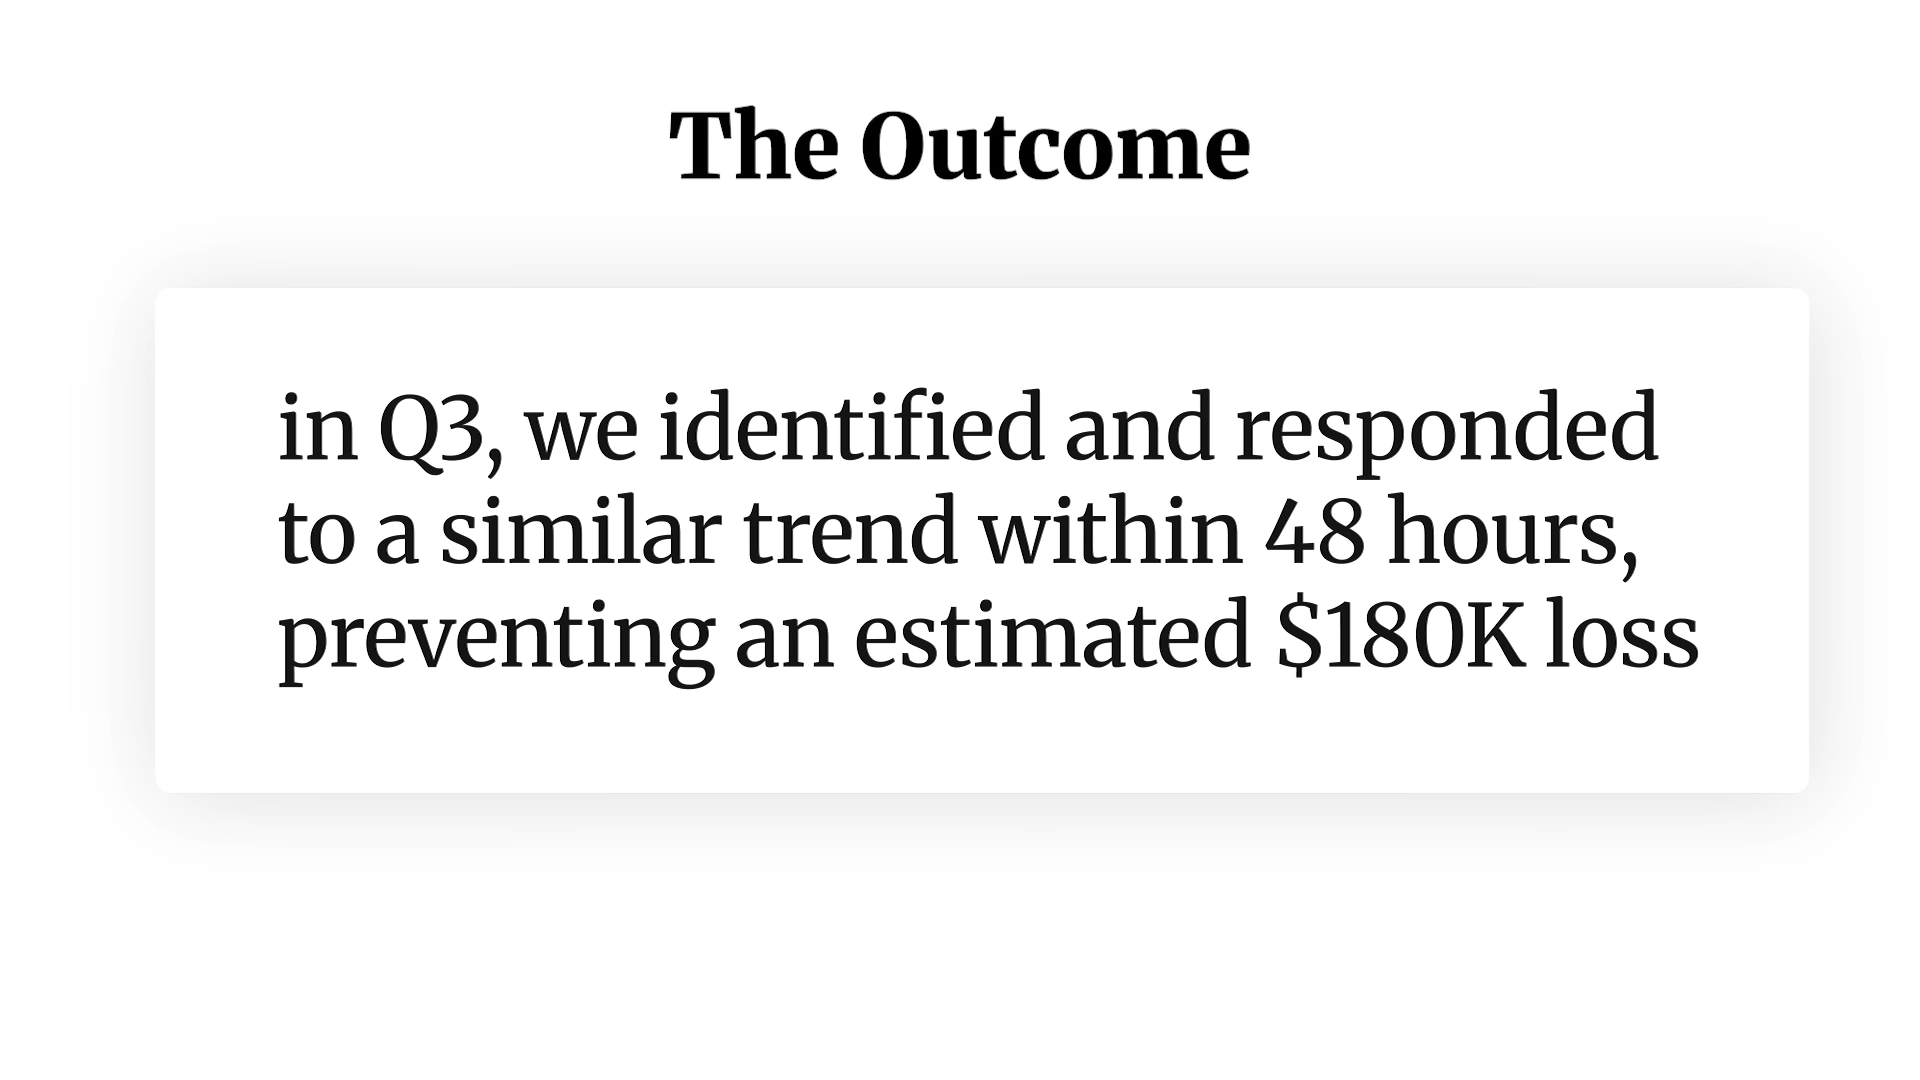 The Outcome
in Q3, we identified and responded
to a similar trend within 48 hours,
preventing an estimated $180K loss